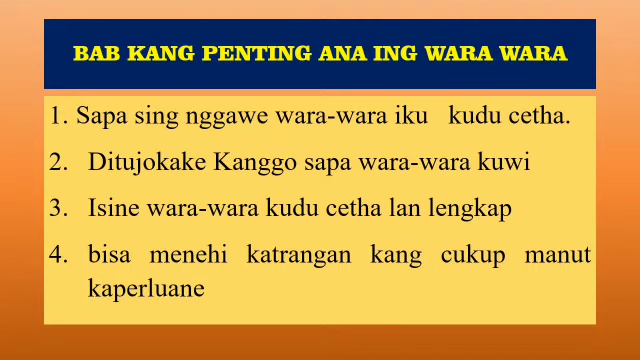 BAB KANG PENTING ANA ING WARA WARA
1. Sapa sing nggawe wara-wara iku kudu cetha.
2. Ditujokake Kanggo sapa wara-wara kuwi
3. Isine wara-wara kudu cetha lan lengkap
4. bisa menehi katrangan kang cukup manut
kaperluane